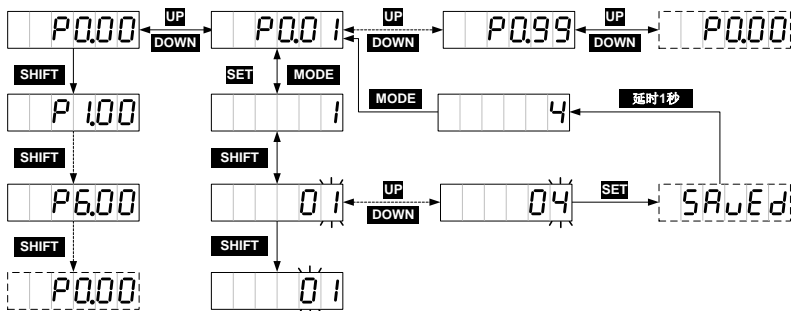 P0.00 UP DOWN P0.01 UP DOWN P0.99 UP DOWN P0.00
SHIFT SET MODE MODE 延时1秒
P1.00 1 4
SHIFT SHIFT
P6.00 01 UP DOWN 04 SET SAvEd
SHIFT SHIFT
P0.00 01